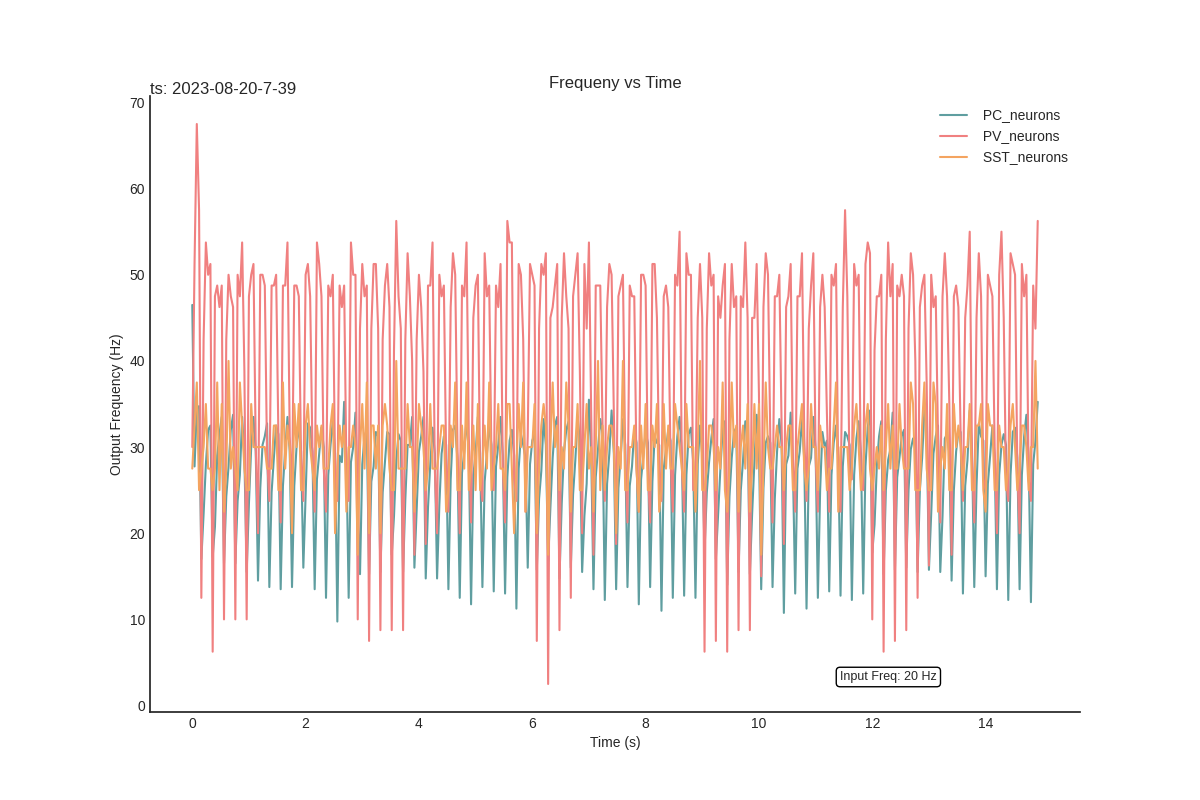 ts: 2023-08-20-7-39
Frequeny vs Time
PC_neurons
PV_neurons
SST_neurons
Output Frequency (Hz)
70
60
50
40
30
20
10
0
Input Freq: 20 Hz
0 2 4 6 8 10 12 14
Time (s)